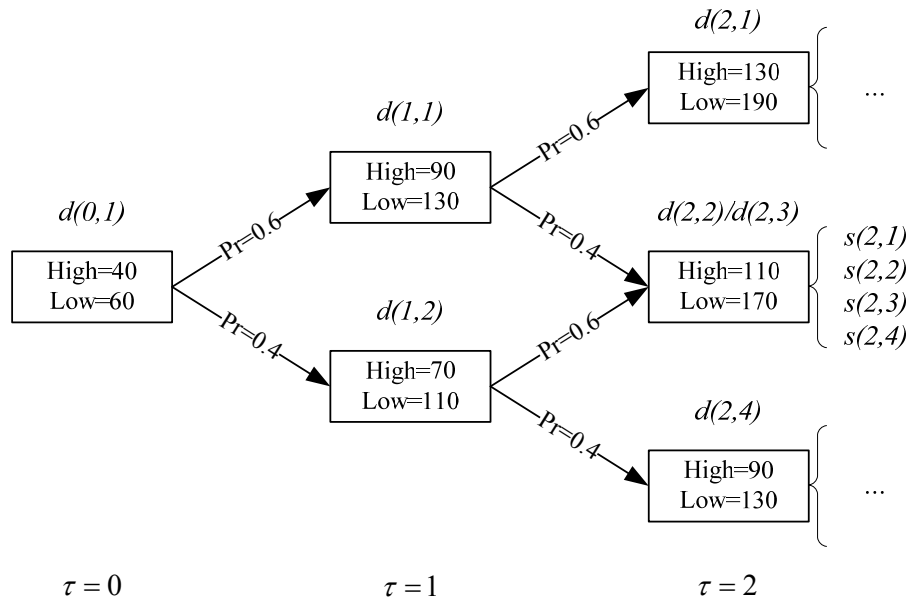 d(2,1)
High=130
Low=190
...
d(1,1)
Pr=0.6
High=90
Low=130
d(0,1)
Pr=0.6
Pr=0.4
d(2,2)/d(2,3)
High=40
Low=60
High=110
Low=170
s(2,1)
s(2,2)
s(2,3)
s(2,4)
d(1,2)
Pr=0.4
Pr=0.6
High=70
Low=110
d(2,4)
Pr=0.4
High=90
Low=130
...
τ = 0
τ = 1
τ = 2